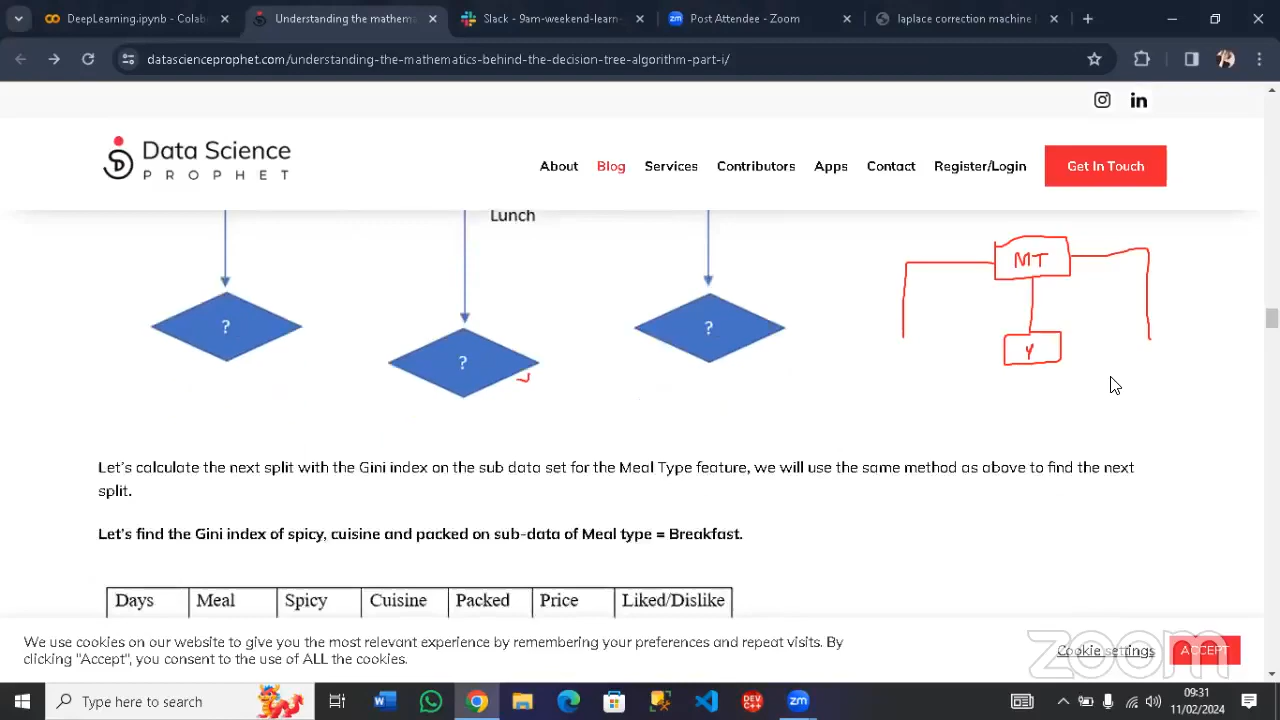 DeepLearning.ipynb - Colab
Understanding the mathema
Slack - 9am-weekend-learn-
Post Attendee - Zoom
laplace correction machine l
datascienceprophet.com/understanding-the-mathematics-behind-the-decision-tree-algorithm-part-i/
Data Science
PROPHET
About
Blog
Services
Contributors
Apps
Contact
Register/Login
Get In Touch
Lunch
MT
?
?
?
Y
Let's calculate the next split with the Gini index on the sub data set for the Meal Type feature, we will use the same method as above to find the next
split.
Let's find the Gini index of spicy, cuisine and packed on sub-data of Meal type = Breakfast.
Days Meal Spicy Cuisine Packed Price Liked/Dislike
We use cookies on our website to give you the most relevant experience by remembering your preferences and repeat visits. By
clicking "Accept", you consent to the use of ALL the cookies.
Cookie settings
ACCEPT
zoom
Type here to search
09:31
11/02/2024